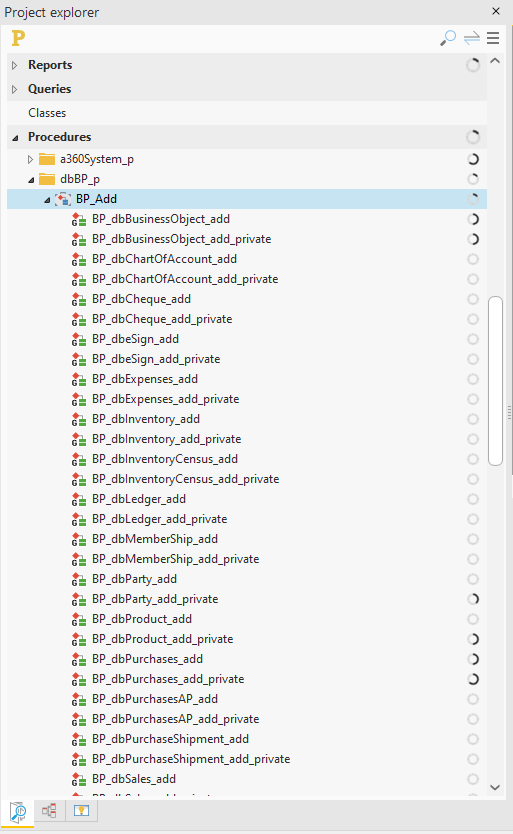 Project explorer
P
Reports
Queries
Classes
Procedures
a360System_p
dbBP_p
BP_Add
BP_dbBusinessObject_add
BP_dbBusinessObject_add_private
BP_dbChartOfAccount_add
BP_dbChartOfAccount_add_private
BP_dbCheque_add
BP_dbCheque_add_private
BP_dbeSign_add
BP_dbeSign_add_private
BP_dbExpenses_add
BP_dbExpenses_add_private
BP_dbInventory_add
BP_dbInventory_add_private
BP_dbInventoryCensus_add
BP_dbInventoryCensus_add_private
BP_dbLedger_add
BP_dbLedger_add_private
BP_dbMemberShip_add
BP_dbMemberShip_add_private
BP_dbParty_add
BP_dbParty_add_private
BP_dbProduct_add
BP_dbProduct_add_private
BP_dbPurchases_add
BP_dbPurchases_add_private
BP_dbPurchasesAP_add
BP_dbPurchasesAP_add_private
BP_dbPurchaseShipment_add
BP_dbPurchaseShipment_add_private
BP_dbSales_add